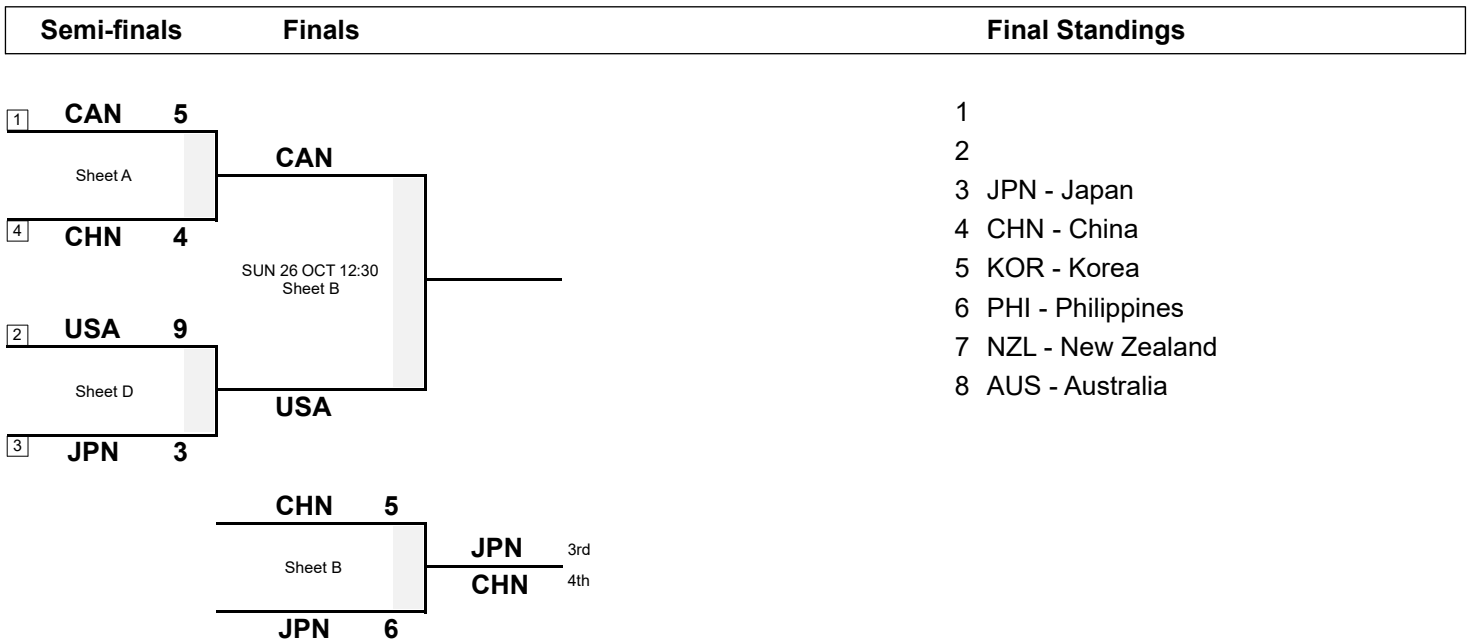 Semi-finals Finals Final Standings
1 CAN 5
Sheet A
4 CHN 4
CAN
SUN 26 OCT 12:30
Sheet B
USA
2 USA 9
Sheet D
3 JPN 3
CHN 5
Sheet B
JPN 6
JPN 3rd
CHN 4th
1
2
3 JPN - Japan
4 CHN - China
5 KOR - Korea
6 PHI - Philippines
7 NZL - New Zealand
8 AUS - Australia